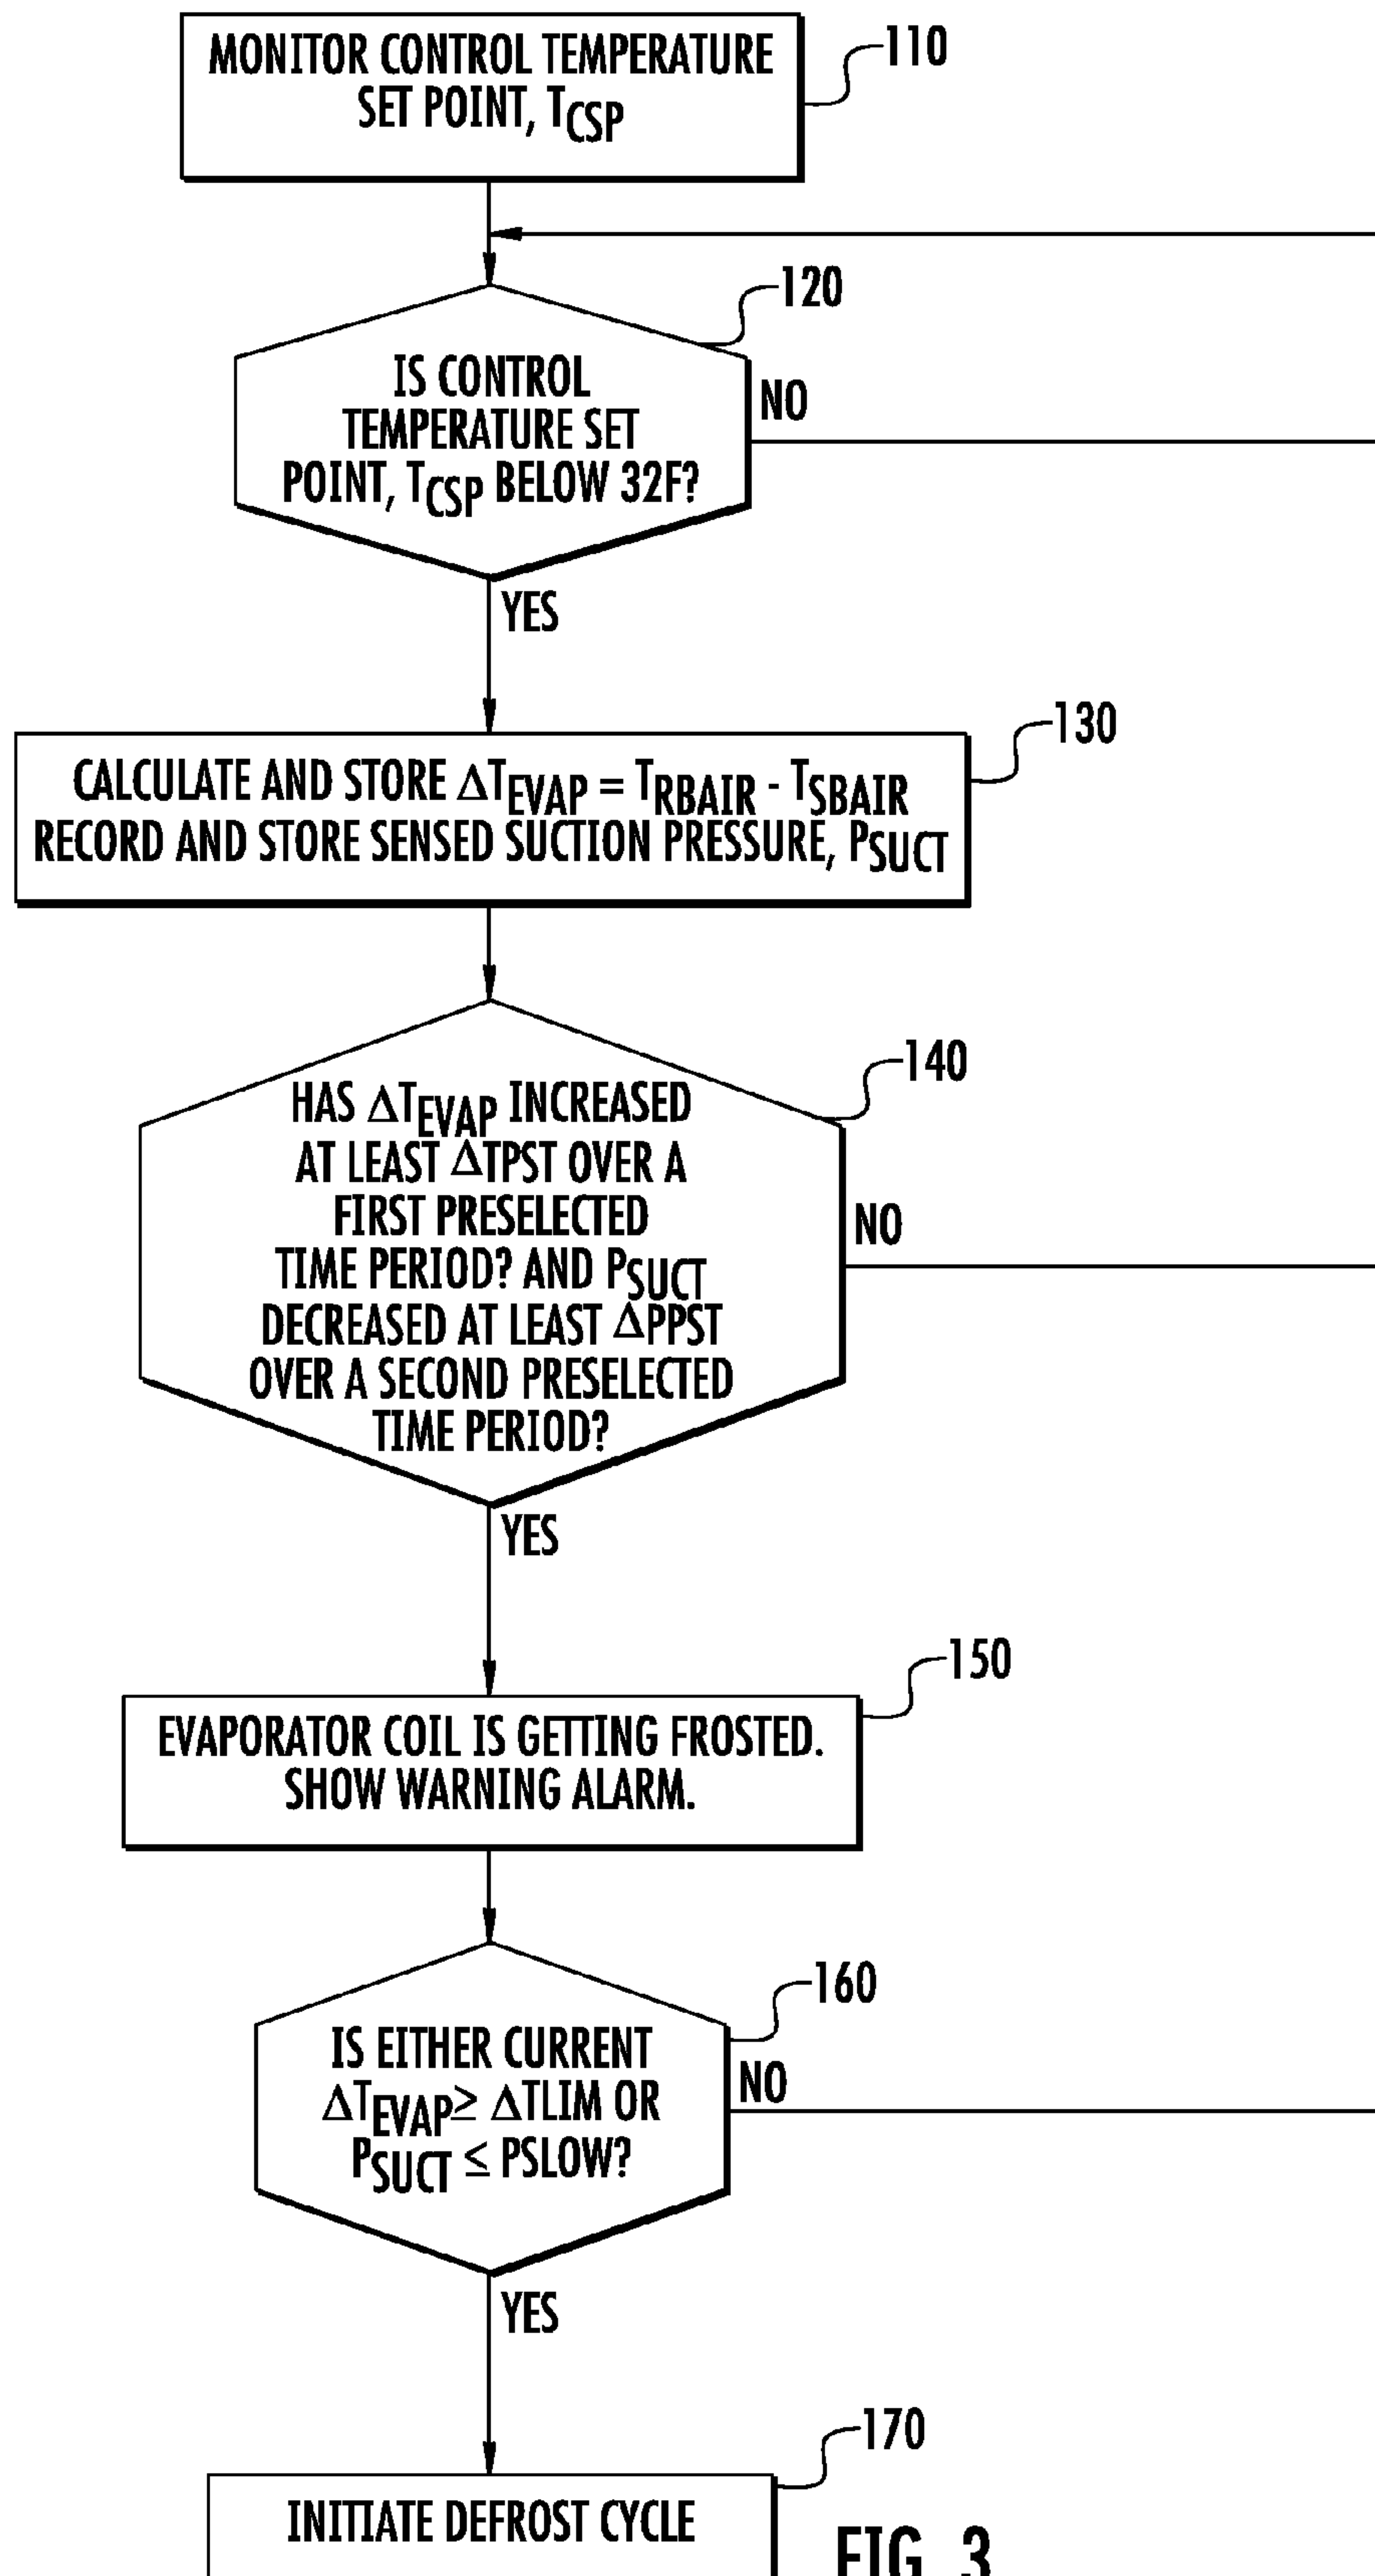 MONITOR CONTROL TEMPERATURE
SET POINT, TCSP
110
120
IS CONTROL
TEMPERATURE SET
POINT, TCSP BELOW 32F?
NO
YES
130
CALCULATE AND STORE ΔTEVAP = TRBAIR - TSBAIR
RECORD AND STORE SENSED SUCTION PRESSURE, PSUCT
140
HAS ΔTEVAP INCREASED
AT LEAST ΔTPST OVER A
FIRST PRESELECTED
TIME PERIOD? AND PSUCT
DECREASED AT LEAST ΔPPST
OVER A SECOND PRESELECTED
TIME PERIOD?
NO
YES
150
EVAPORATOR COIL IS GETTING FROSTED.
SHOW WARNING ALARM.
160
IS EITHER CURRENT
ΔTEVAP≥ ΔTLIM OR
PSUCT ≤ PSLOW?
NO
YES
170
INITIATE DEFROST CYCLE
FIG. 3